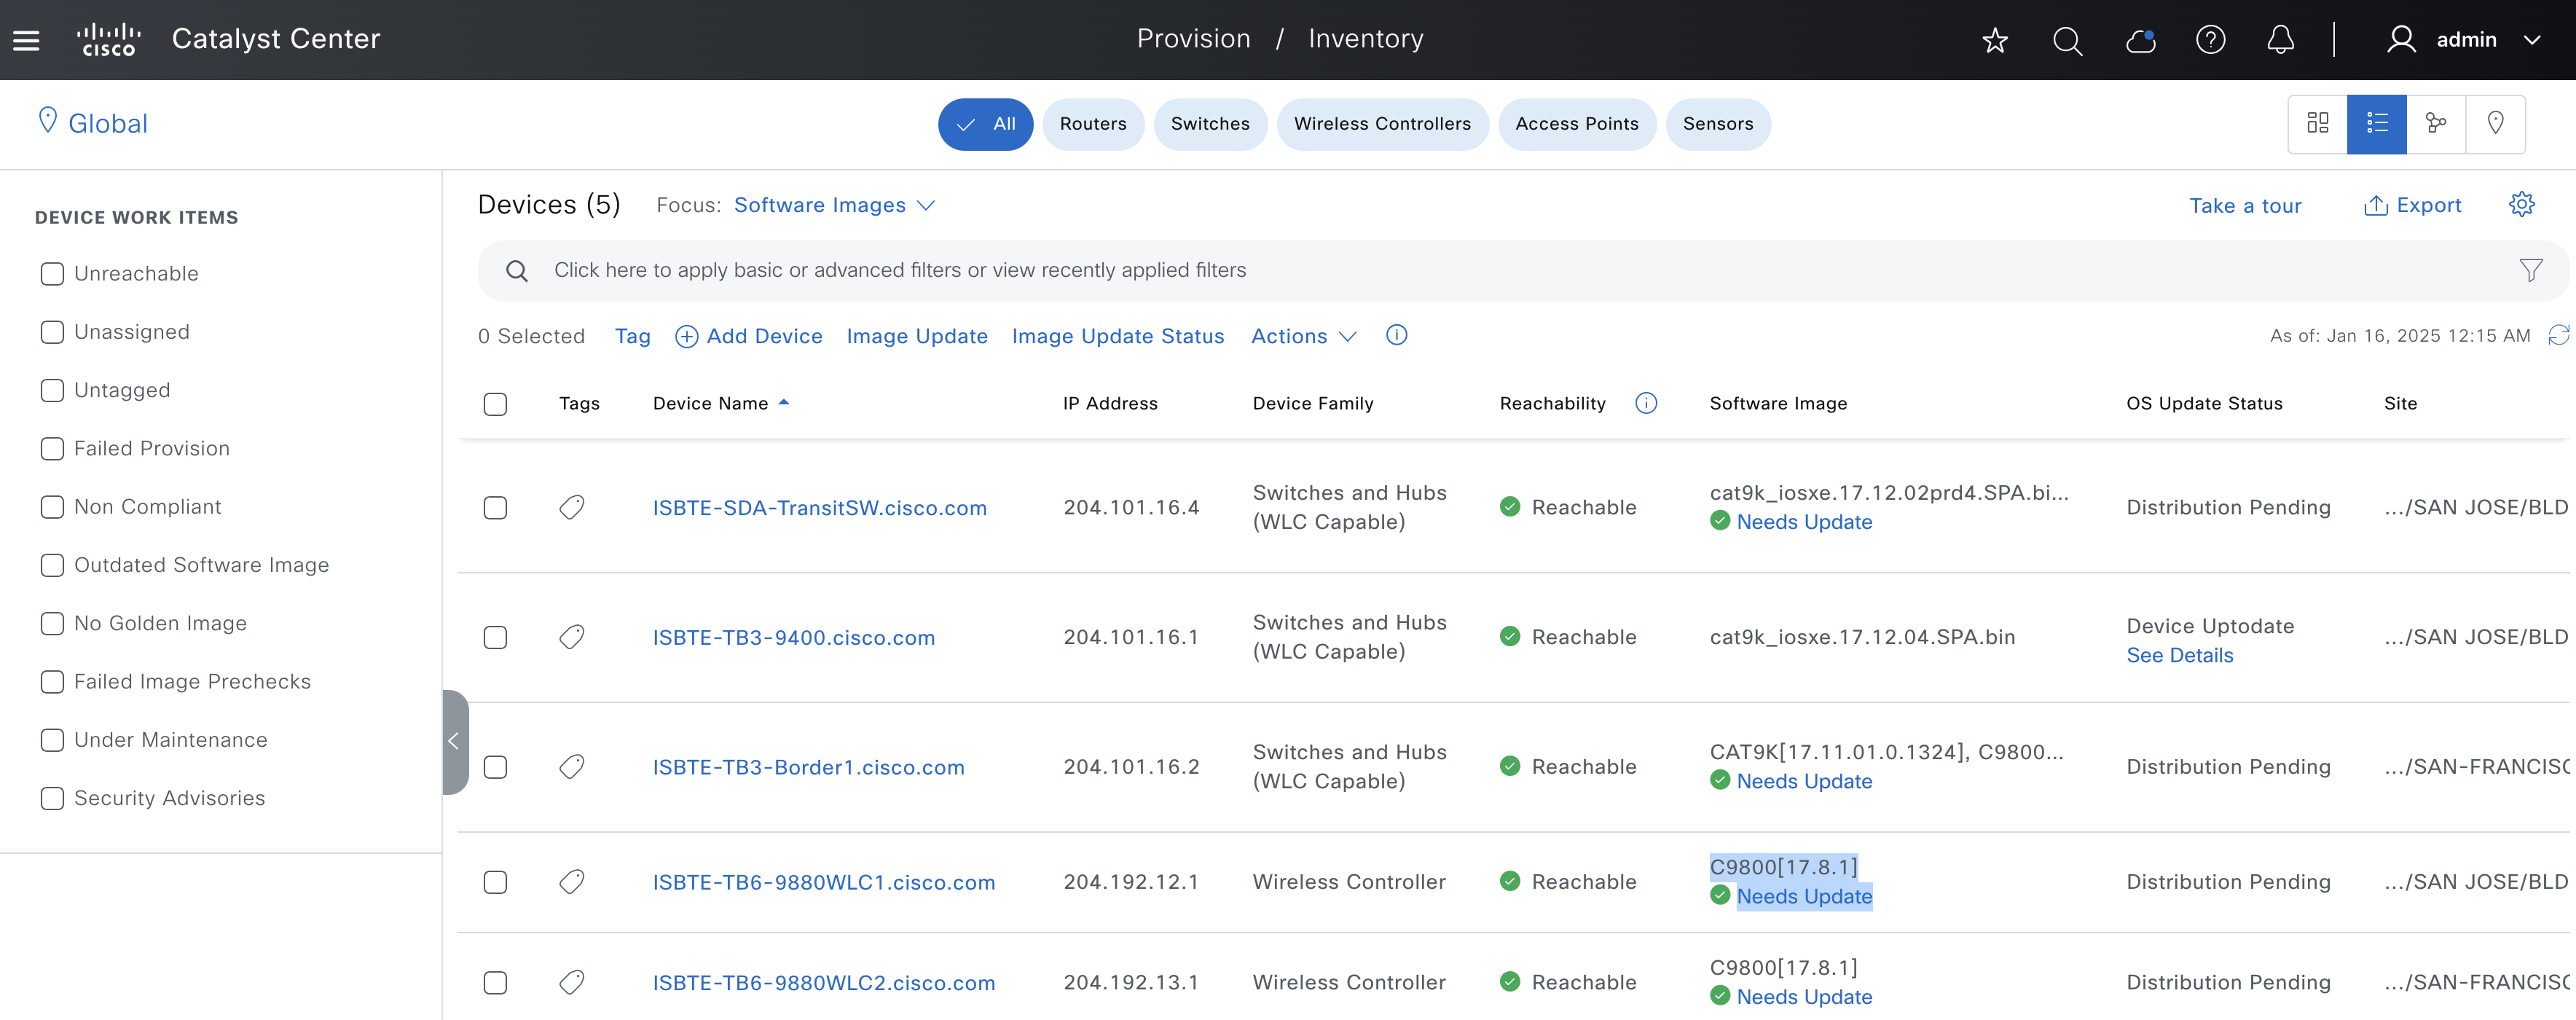 cisco Catalyst Center Provision / Inventory admin
Global All Routers Switches Wireless Controllers Access Points Sensors
DEVICE WORK ITEMS
Unreachable
Unassigned
Untagged
Failed Provision
Non Compliant
Outdated Software Image
No Golden Image
Failed Image Prechecks
Under Maintenance
Security Advisories
Devices (5) Focus: Software Images Take a tour Export
Click here to apply basic or advanced filters or view recently applied filters
0 Selected Tag Add Device Image Update Image Update Status Actions As of: Jan 16, 2025 12:15 AM
Tags Device Name IP Address Device Family Reachability Software Image OS Update Status Site
ISBTE-SDA-TransitSW.cisco.com 204.101.16.4 Switches and Hubs Reachable cat9k_iosxe.17.12.02prd4.SPA.bi... Distribution Pending .../SAN JOSE/BLD
(WLC Capable) Needs Update
ISBTE-TB3-9400.cisco.com 204.101.16.1 Switches and Hubs Reachable cat9k_iosxe.17.12.04.SPA.bin Device Uptodate .../SAN JOSE/BLD
(WLC Capable) See Details
ISBTE-TB3-Border1.cisco.com 204.101.16.2 Switches and Hubs Reachable CAT9K[17.11.01.0.1324], C9800... Distribution Pending .../SAN-FRANCISC
(WLC Capable) Needs Update
ISBTE-TB6-9880WLC1.cisco.com 204.192.12.1 Wireless Controller Reachable C9800[17.8.1] Distribution Pending .../SAN JOSE/BLD
Needs Update
ISBTE-TB6-9880WLC2.cisco.com 204.192.13.1 Wireless Controller Reachable C9800[17.8.1] Distribution Pending .../SAN-FRANCISC
Needs Update